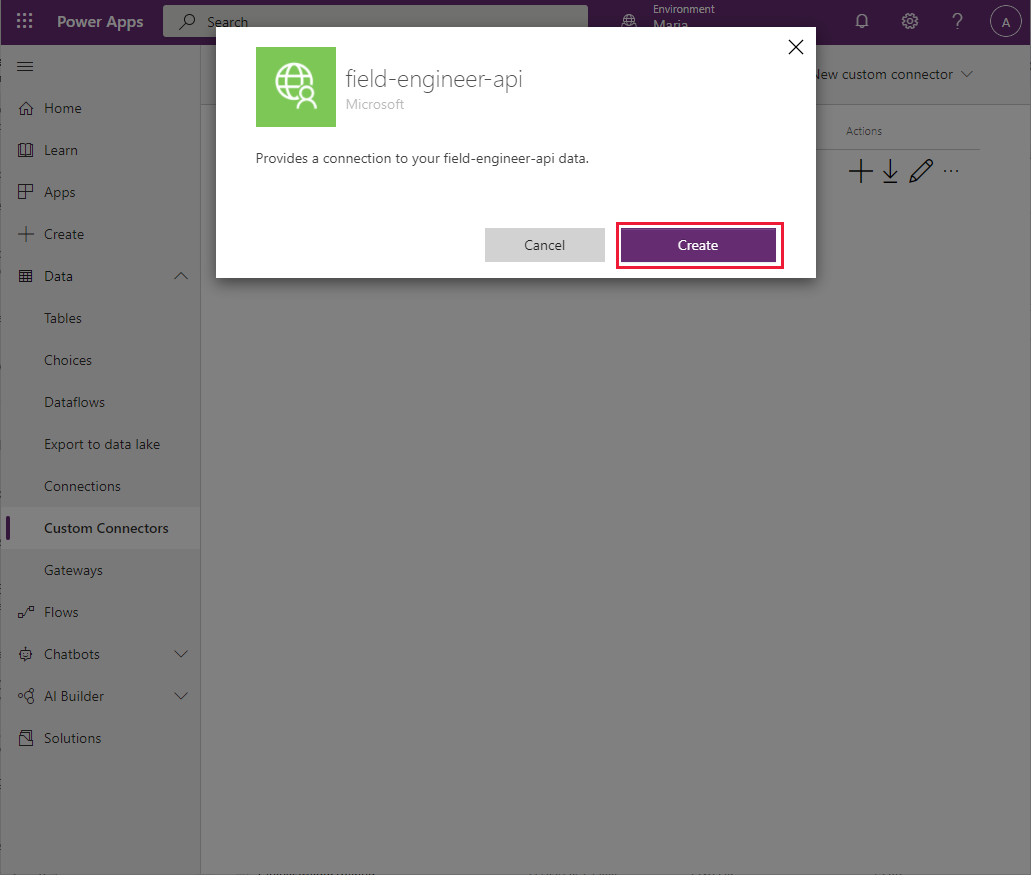 Power Apps
Search
Environment
Maria
A
field-engineer-api
Microsoft
Provides a connection to your field-engineer-api data.
Cancel
Create
New custom connector
Actions
Home
Learn
Apps
Create
Data
Tables
Choices
Dataflows
Export to data lake
Connections
Custom Connectors
Gateways
Flows
Chatbots
AI Builder
Solutions